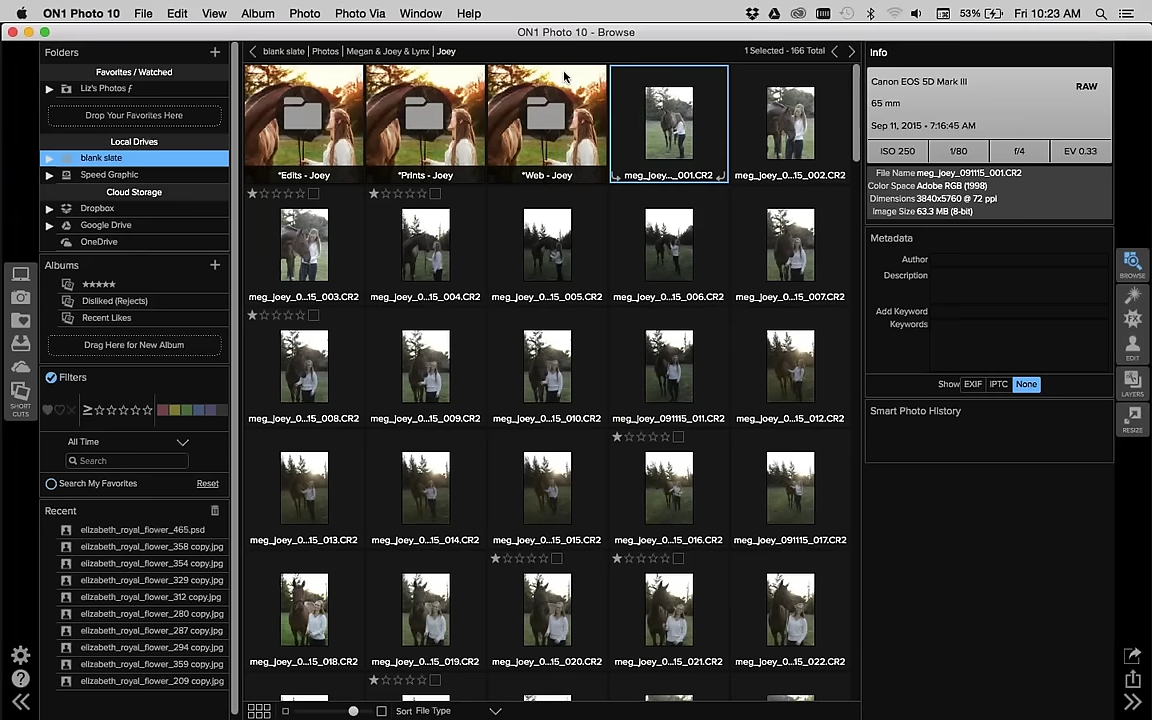 ON1 Photo 10 File Edit View Album Photo Photo Via Window Help 53% Fri 10:23 AM
ON1 Photo 10 - Browse
Folders
Favorites / Watched
Liz's Photos
Drop Your Favorites Here
Local Drives
blank slate
Speed Graphic
Cloud Storage
Dropbox
Google Drive
OneDrive
Albums
★★★★★
Disliked (Rejects)
Recent Likes
Drag Here for New Album
Filters
All Time
Search
Search My Favorites Reset
Recent
elizabeth_royal_flower_465.psd
elizabeth_royal_flower_358 copy.jpg
elizabeth_royal_flower_354 copy.jpg
elizabeth_royal_flower_329 copy.jpg
elizabeth_royal_flower_312 copy.jpg
elizabeth_royal_flower_280 copy.jpg
elizabeth_royal_flower_287 copy.jpg
elizabeth_royal_flower_294 copy.jpg
elizabeth_royal_flower_359 copy.jpg
elizabeth_royal_flower_209 copy.jpg
SHORT
CUTS
blank slate | Photos | Megan & Joey & Lynx | Joey 1 Selected - 166 Total
*Edits - Joey *Prints - Joey *Web - Joey meg_joey..._001.CR2 meg_joey_0...15_002.CR2
meg_joey_0...15_003.CR2 meg_joey_0...15_004.CR2 meg_joey_0...15_005.CR2 meg_joey_0...15_006.CR2 meg_joey_0...15_007.CR2
meg_joey_0...15_008.CR2 meg_joey_0...15_009.CR2 meg_joey_0...15_010.CR2 meg_joey_091115_011.CR2 meg_joey_0...15_012.CR2
meg_joey_0...15_013.CR2 meg_joey_0...15_014.CR2 meg_joey_0...15_015.CR2 meg_joey_0...15_016.CR2 meg_joey_091115_017.CR2
meg_joey_0...15_018.CR2 meg_joey_0...15_019.CR2 meg_joey_0...15_020.CR2 meg_joey_0...15_021.CR2 meg_joey_0...15_022.CR2
Sort File Type
Info
Canon EOS 5D Mark III RAW
65 mm
Sep 11, 2015 - 7:16:45 AM
ISO 250 1/80 f/4 EV 0.33
File Name meg_joey_091115_001.CR2
Color Space Adobe RGB (1998)
Dimensions 3840x5760 @ 72 ppi
Image Size 63.3 MB (8-bit)
Metadata
Author
Description
Add Keyword
Keywords
Show EXIF IPTC None
Smart Photo History
BROWSE
FX
EDIT
LAYERS
RESIZE